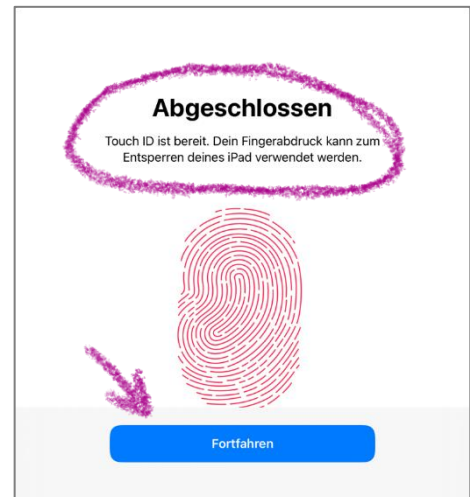 Abgeschlossen
Touch ID ist bereit. Dein Fingerabdruck kann zum
Entsperren deines iPad verwendet werden.
Fortfahren